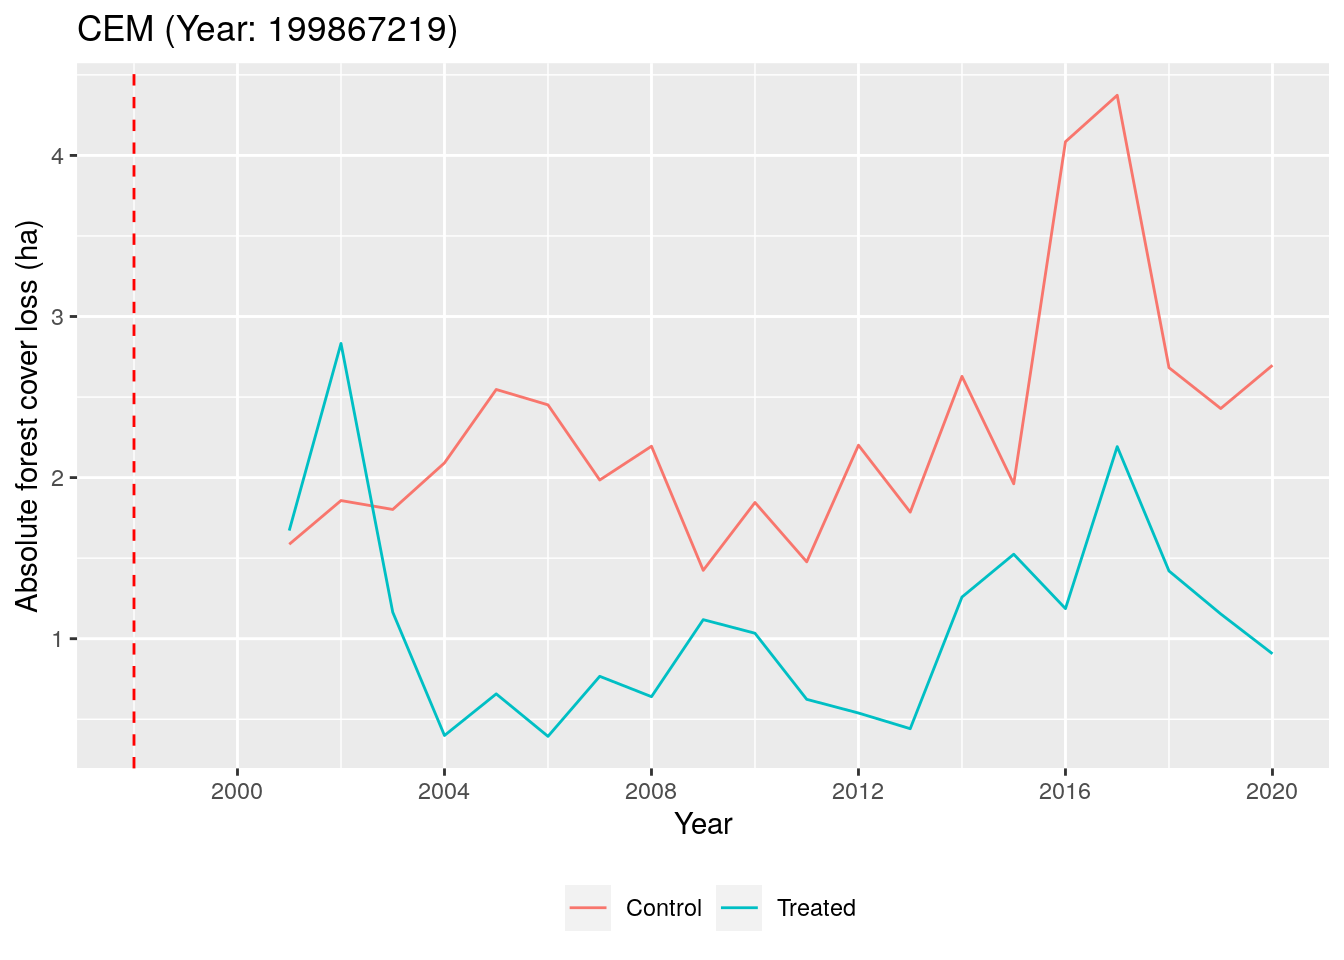 CEM (Year: 199867219)
Absolute forest cover loss (ha)
4
3
2
1
2000 2004 2008 2012 2016 2020
Year
Control Treated